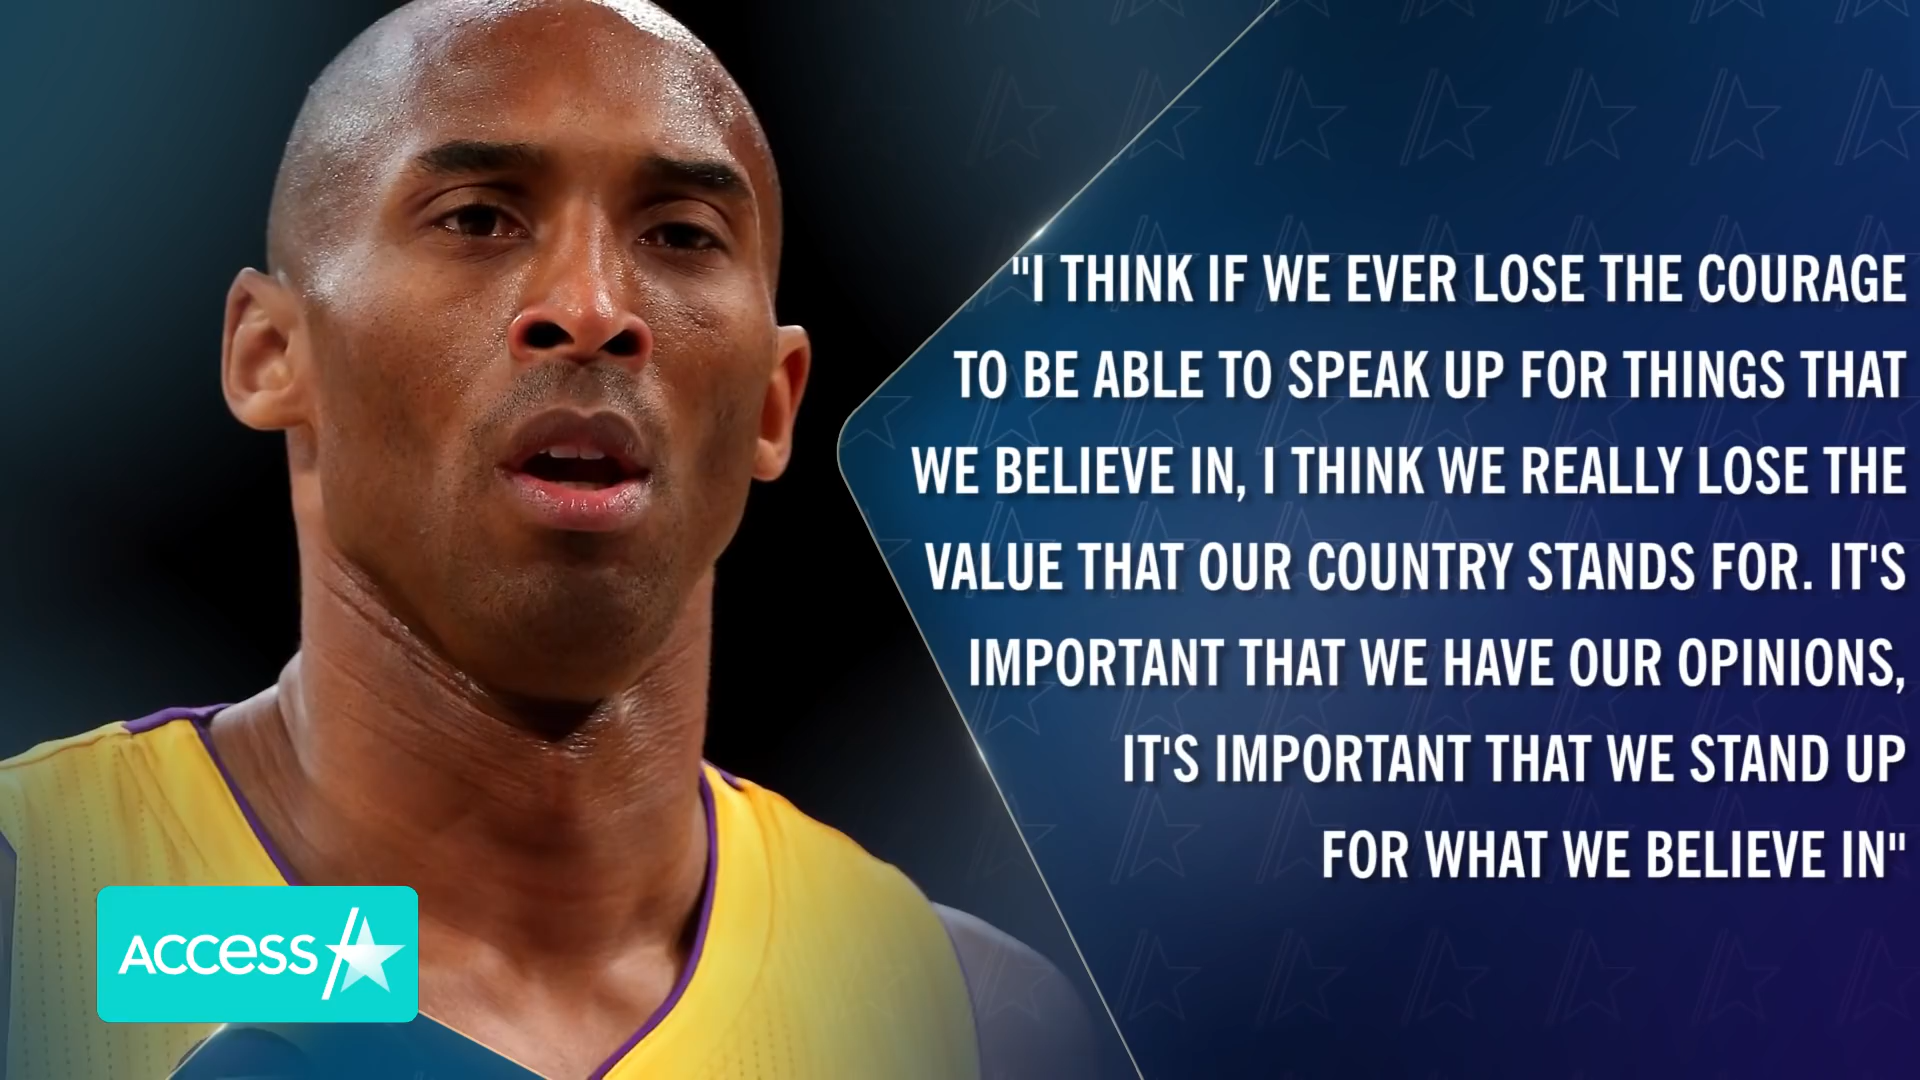 "I THINK IF WE EVER LOSE THE COURAGE
TO BE ABLE TO SPEAK UP FOR THINGS THAT
WE BELIEVE IN, I THINK WE REALLY LOSE THE
VALUE THAT OUR COUNTRY STANDS FOR. IT'S
IMPORTANT THAT WE HAVE OUR OPINIONS,
IT'S IMPORTANT THAT WE STAND UP
FOR WHAT WE BELIEVE IN"
ACCESS